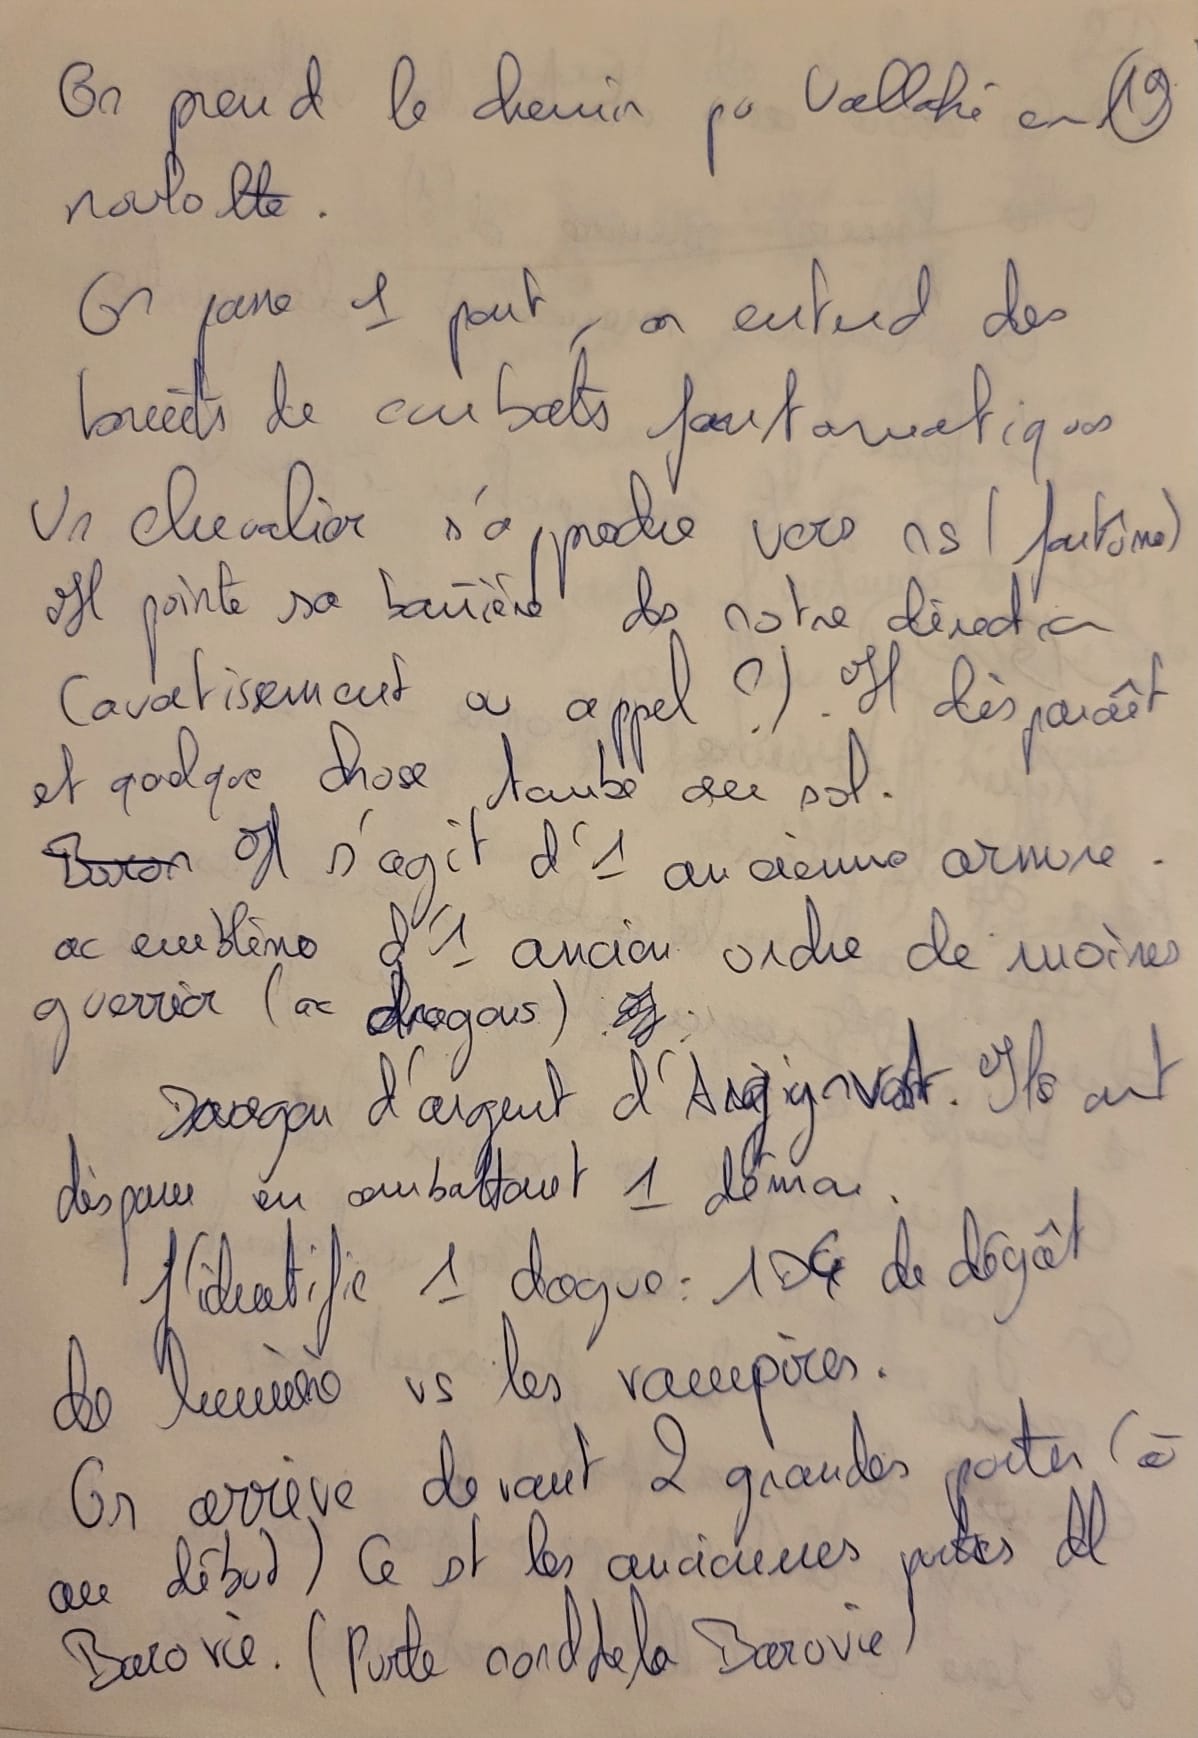 On prend le chemin pr Vallaki en (19)
roulotte.
On passe 1 pont, on entend des
bruits de combats fantomatiques
Un chevalier s'approche vers ns (fantôme)
Il pointe sa bannière ds notre direction
(avertissement ou appel ?). Il disparaît
et quelque chose tombe au sol.
Baron Il s'agit d'1 ancienne armure.
ac emblème d'1 ancien ordre de moines
guerrier (ac dragons)
Dragon d'argent d'Argynvost. Ils ont
disparu en combattant 1 démon.
J'identifie 1 dague : 1D4 de dégât
de lumière vs les vampires.
On arrive devant 2 grandes portes (=
au début) Ce st les anciennes portes dl
Barovie. (Porte nord de la Barovie)